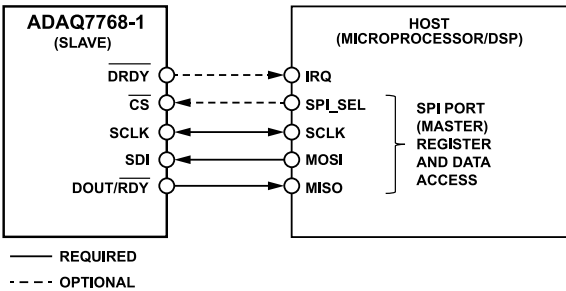 ADAQ7768-1
(SLAVE)
DRDY
CS
SCLK
SDI
DOUT/RDY
HOST
(MICROPROCESSOR/DSP)
IRQ
SPI_SEL
SCLK
MOSI
MISO
SPI PORT
(MASTER)
REGISTER
AND DATA
ACCESS
REQUIRED
OPTIONAL